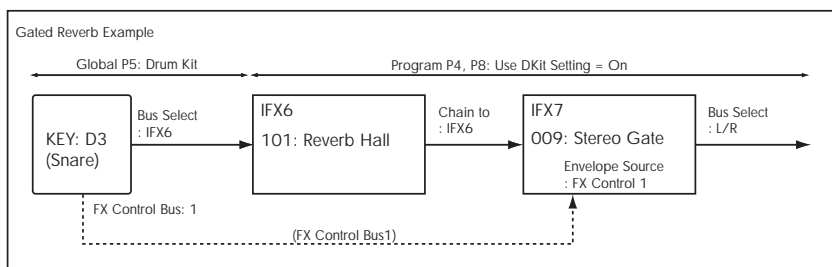 Gated Reverb Example
Global P5: Drum Kit
Program P4, P8: Use DKit Setting = On
KEY: D3
(Snare)
Bus Select
: IFX6
IFX6
101: Reverb Hall
Chain to
: IFX6
IFX7
009: Stereo Gate
Envelope Source
: FX Control 1
Bus Select
: L/R
FX Control Bus: 1
(FX Control Bus1)